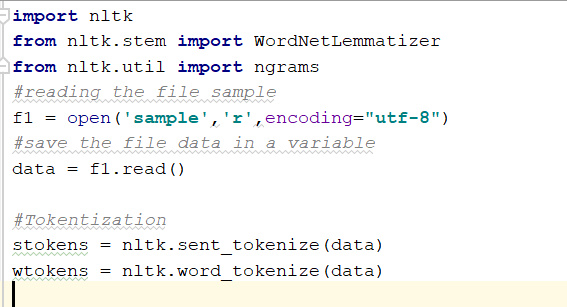 import nltk
from nltk.stem import WordNetLemmatizer
from nltk.util import ngrams
#reading the file sample
f1 = open('sample','r',encoding="utf-8")
#save the file data in a variable
data = f1.read()
#Tokentization
stokens = nltk.sent_tokenize(data)
wtokens = nltk.word_tokenize(data)